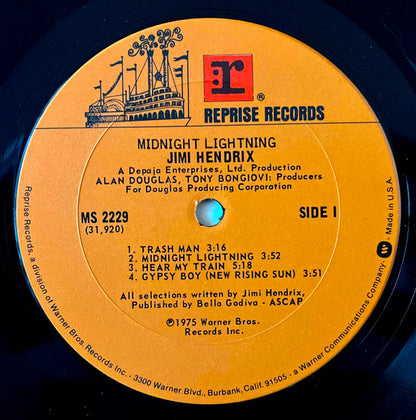 r®
REPRISE RECORDS
MIDNIGHT LIGHTNING
JIMI HENDRIX
A Depaja Enterprises, Ltd. Production
ALAN DOUGLAS, TONY BONGIOVI: Producers
For Douglas Producing Corporation
MS 2229
(31,920)
SIDE I
1. TRASH MAN 3:16
2. MIDNIGHT LIGHTNING 3:52
3. HEAR MY TRAIN 5:18
4. GYPSY BOY (NEW RISING SUN) 3:51
All selections written by Jimi Hendrix,
Published by Bella Godiva - ASCAP
Ⓟ1975 Warner Bros.
Records Inc.
Reprise Records, a division of Warner Bros. Records Inc. · 3300 Warner Blvd., Burbank, Calif. 91505 · a Warner Communications Company · W · Made in U.S.A.